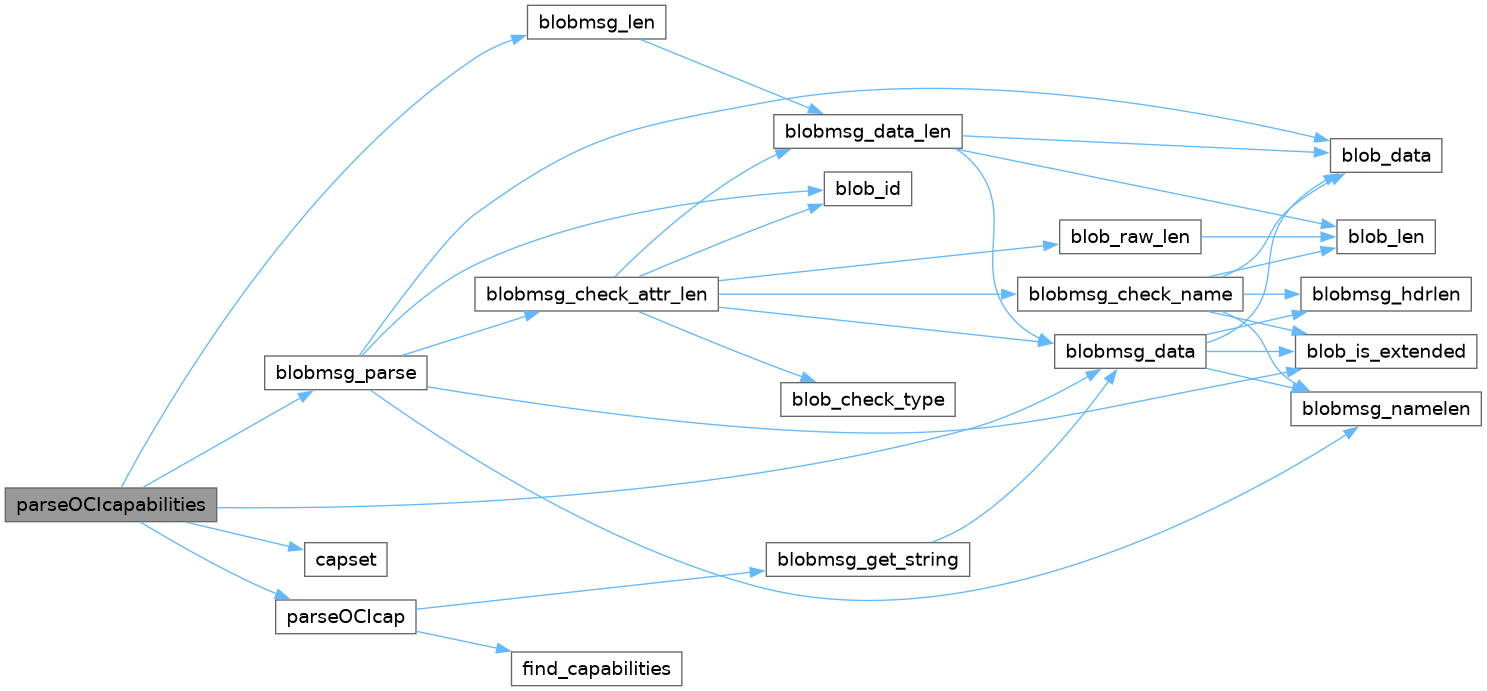 blobmsg_len
blobmsg_data_len
blob_data
blob_id
blob_raw_len
blob_len
blobmsg_check_attr_len
blobmsg_check_name
blobmsg_hdrlen
blobmsg_parse
blobmsg_data
blob_is_extended
blob_check_type
blobmsg_namelen
parseOCIcapabilities
capset
blobmsg_get_string
parseOCIcap
find_capabilities